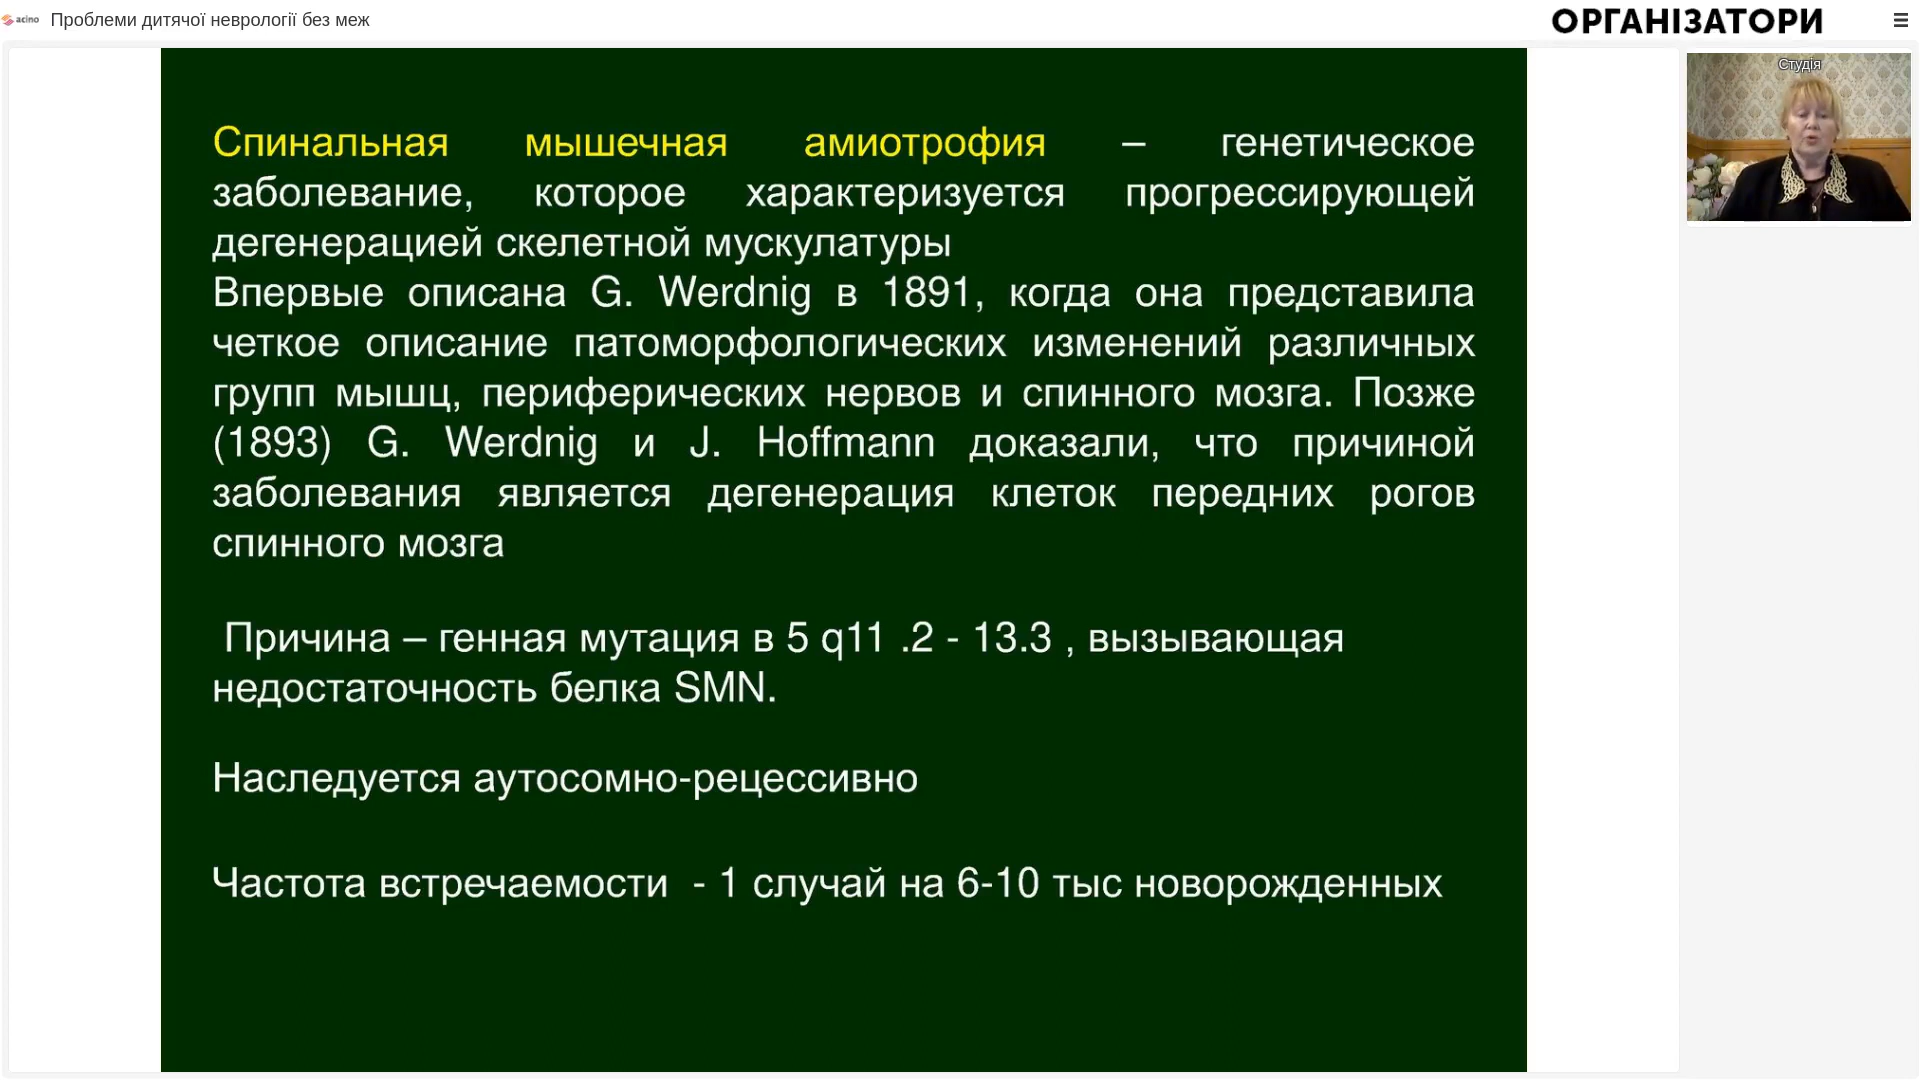 acino Проблеми дитячої неврології без меж
ОРГАНІЗАТОРИ
Студія
Спинальная мышечная амиотрофия – генетическое
заболевание, которое характеризуется прогрессирующей
дегенерацией скелетной мускулатуры
Впервые описана G. Werdnig в 1891, когда она представила
четкое описание патоморфологических изменений различных
групп мышц, периферических нервов и спинного мозга. Позже
(1893) G. Werdnig и J. Hoffmann доказали, что причиной
заболевания является дегенерация клеток передних рогов
спинного мозга
Причина – генная мутация в 5 q11 .2 - 13.3 , вызывающая
недостаточность белка SMN.
Наследуется аутосомно-рецессивно
Частота встречаемости - 1 случай на 6-10 тыс новорожденных